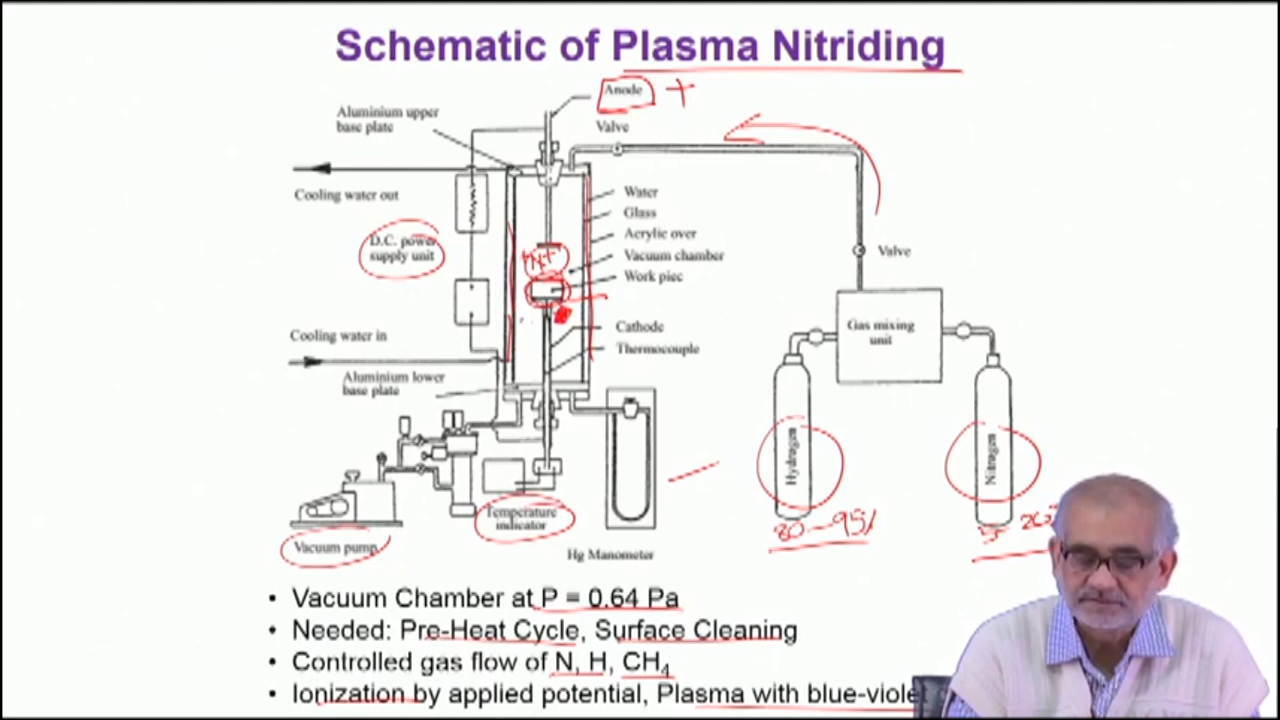 Schematic of Plasma Nitriding
Anode +
Aluminium upper
base plate
Valve
Cooling water out
Water
Glass
D.C. power
supply unit
Acrylic over
Valve
N+
Vacuum chamber
Work piec
Gas mixing
unit
Cathode
Cooling water in
Thermocouple
Aluminium lower
base plate
Hydrogen
Nitrogen
Temperature
indicator
80-95%
5
Vacuum pump
Hg Manometer
• Vacuum Chamber at P = 0.64 Pa
• Needed: Pre-Heat Cycle, Surface Cleaning
• Controlled gas flow of N, H, CH4
• Ionization by applied potential, Plasma with blue-violet